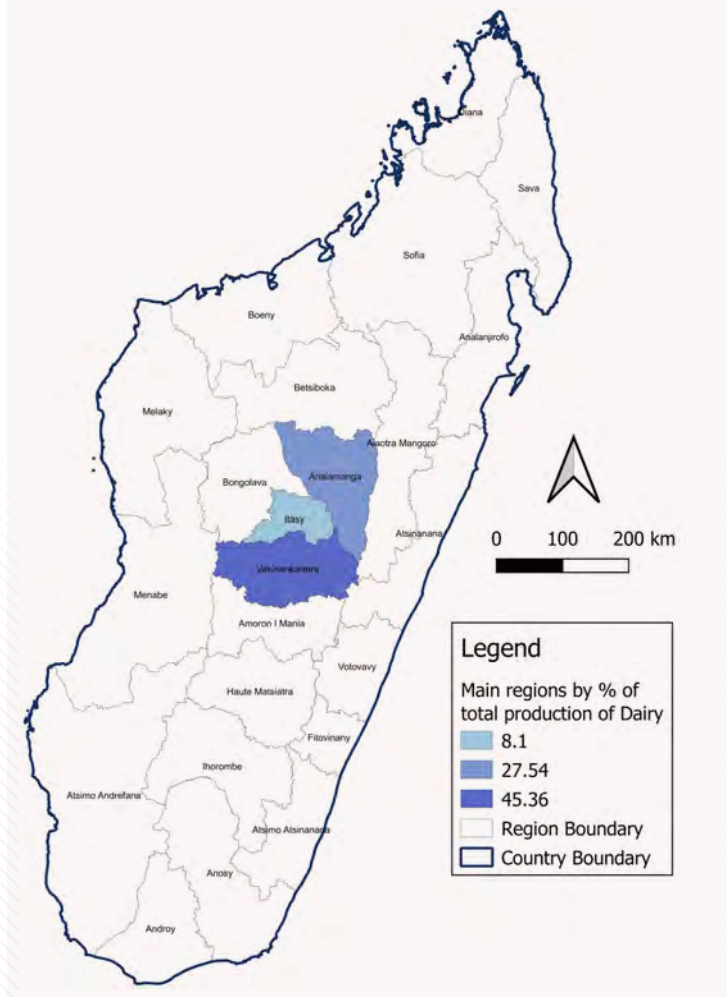 Diana
Sava
Sofia
Boeny
Analanjirofo
Betsiboka
Melaky
Alaotra Mangoro
Analamanga
Bongolava
Itasy
Atsinanana
0 100 200 km
Vakinankaratra
Menabe
Amoron I Mania
Votovavy
Haute Matsiatra
Fitovinany
Ihorombe
Atsimo Andrefana
Atsimo Atsinanana
Anosy
Androy
Legend
Main regions by % of
total production of Dairy
8.1
27.54
45.36
Region Boundary
Country Boundary